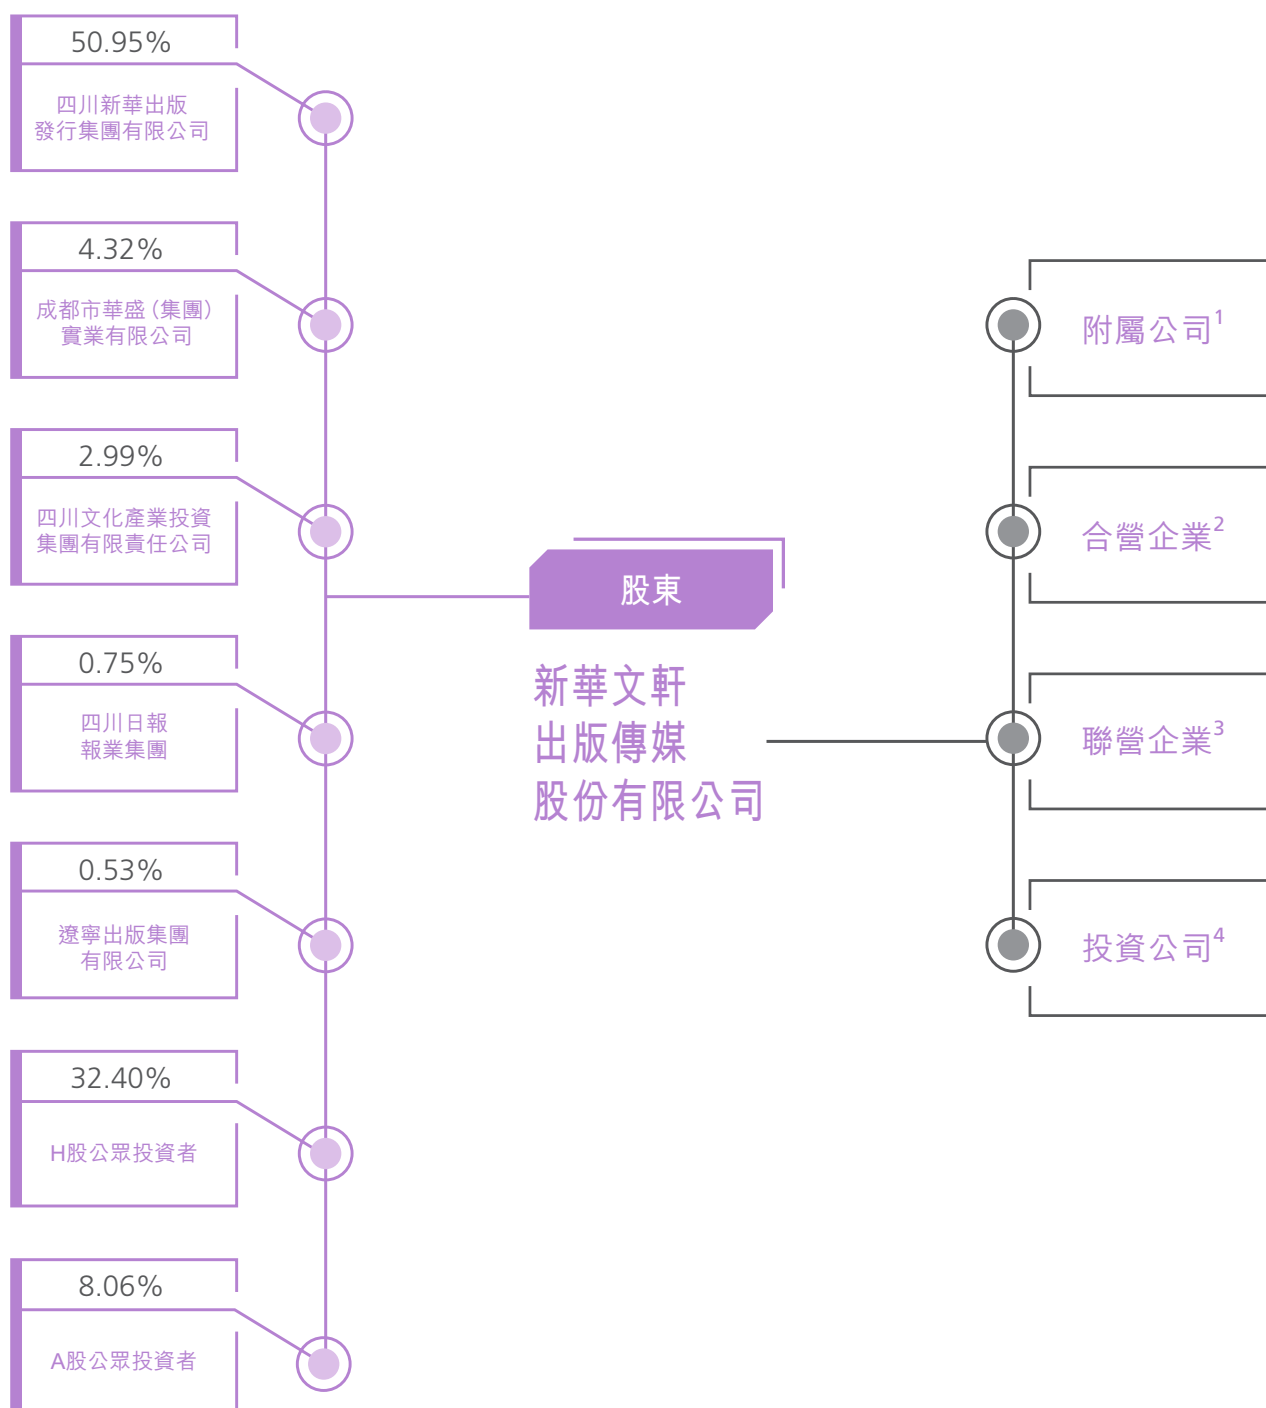 50.95%
四川新華出版
發行集團有限公司
4.32%
成都市華盛（集團）
實業有限公司
2.99%
四川文化產業投資
集團有限責任公司
0.75%
四川日報
報業集團
0.53%
遼寧出版集團
有限公司
32.40%
H股公眾投資者
8.06%
A股公眾投資者
股東
新華文軒
出版傳媒
股份有限公司
附屬公司¹
合營企業²
聯營企業³
投資公司⁴